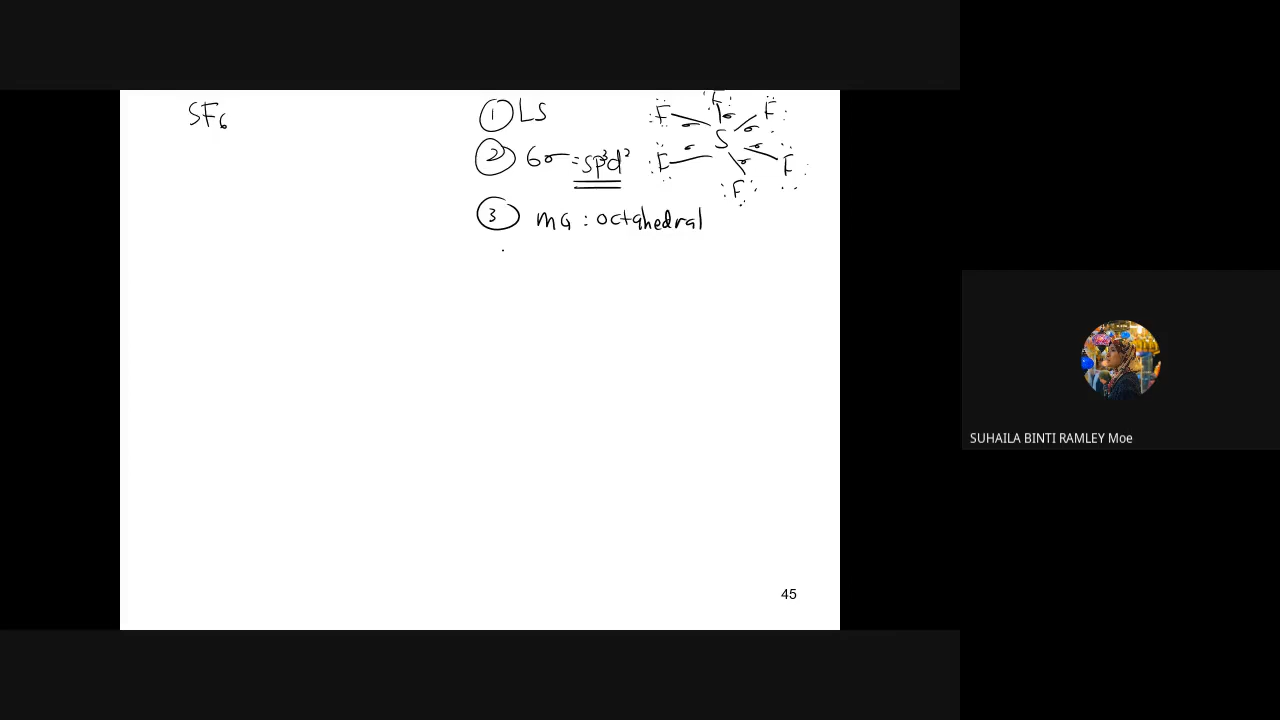 SF₆
① LS
② 6σ = sp³d²
③ mG : octahedral
F F F
σ σ σ
S
σ σ
F σ F
F
SUHAILA BINTI RAMLEY Moe
45